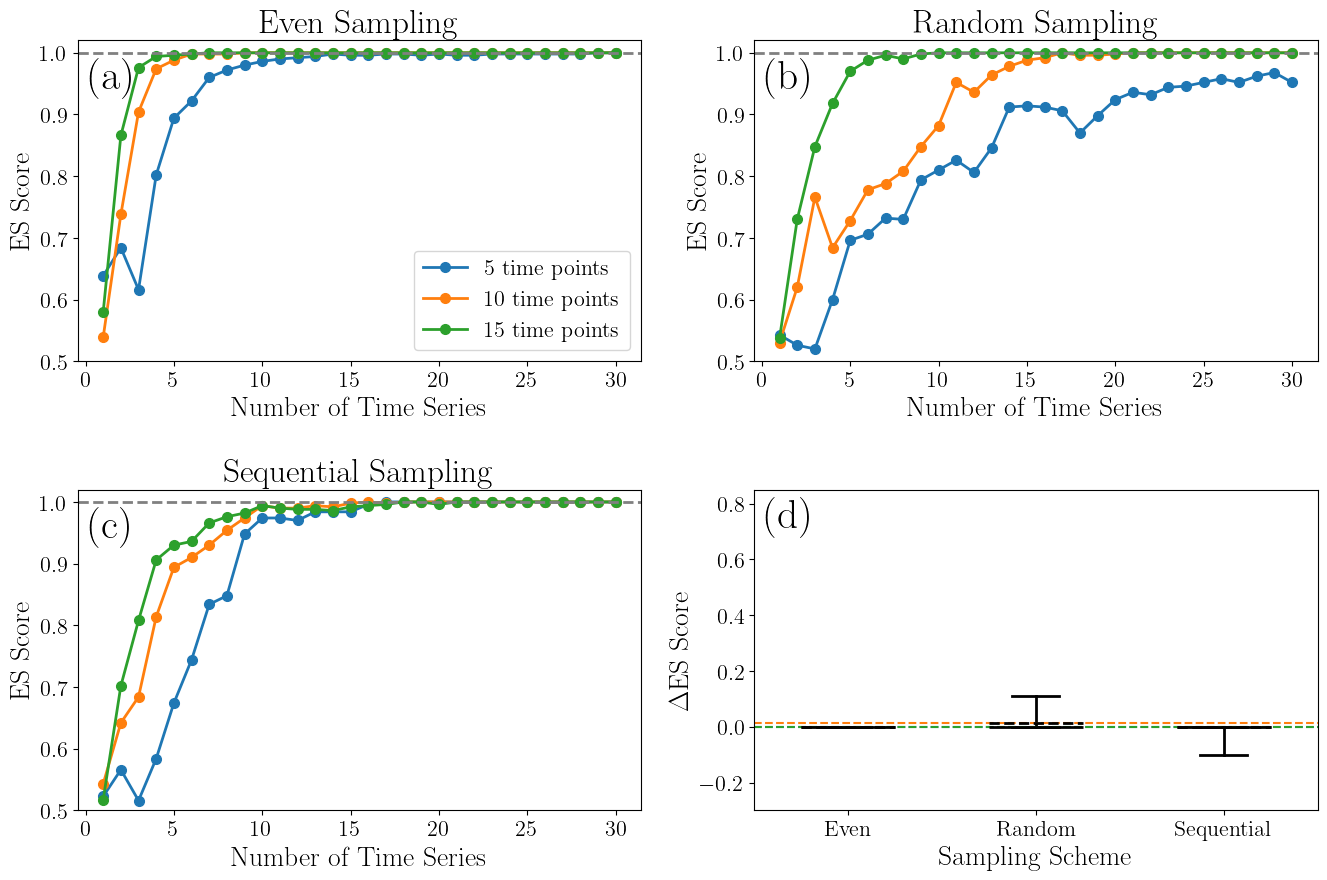 Even Sampling
(a)
ES Score
1.0
0.9
0.8
0.7
0.6
0.5
0 5 10 15 20 25 30
Number of Time Series
5 time points
10 time points
15 time points
Random Sampling
(b)
ES Score
1.0
0.9
0.8
0.7
0.6
0.5
0 5 10 15 20 25 30
Number of Time Series
Sequential Sampling
(c)
ES Score
1.0
0.9
0.8
0.7
0.6
0.5
0 5 10 15 20 25 30
Number of Time Series
(d)
ΔES Score
0.8
0.6
0.4
0.2
0.0
−0.2
Even Random Sequential
Sampling Scheme